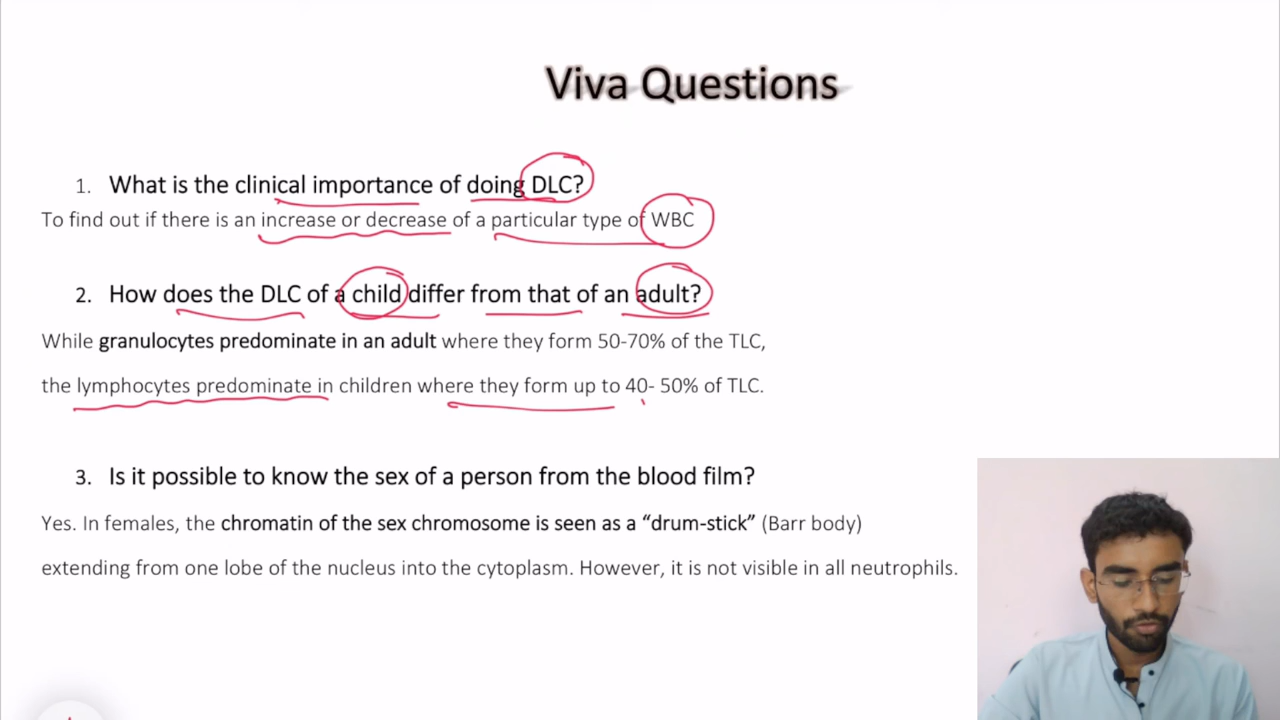 Viva Questions
1. What is the clinical importance of doing DLC?
To find out if there is an increase or decrease of a particular type of WBC
2. How does the DLC of a child differ from that of an adult?
While granulocytes predominate in an adult where they form 50-70% of the TLC,
the lymphocytes predominate in children where they form up to 40- 50% of TLC.
3. Is it possible to know the sex of a person from the blood film?
Yes. In females, the chromatin of the sex chromosome is seen as a “drum-stick” (Barr body)
extending from one lobe of the nucleus into the cytoplasm. However, it is not visible in all neutrophils.